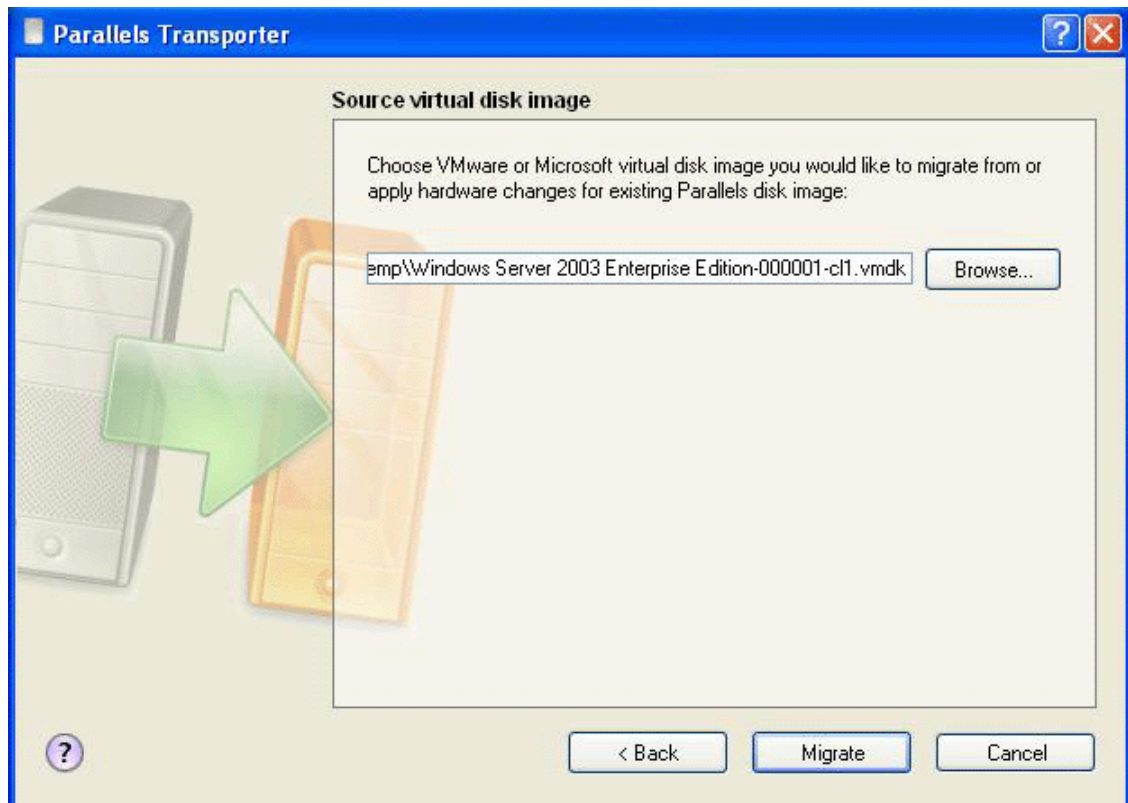 Parallels Transporter
?
Source virtual disk image
Choose VMware or Microsoft virtual disk image you would like to migrate from or
apply hardware changes for existing Parallels disk image:
emp\Windows Server 2003 Enterprise Edition-000001-cl1.vmdk
Browse...
?
< Back
Migrate
Cancel